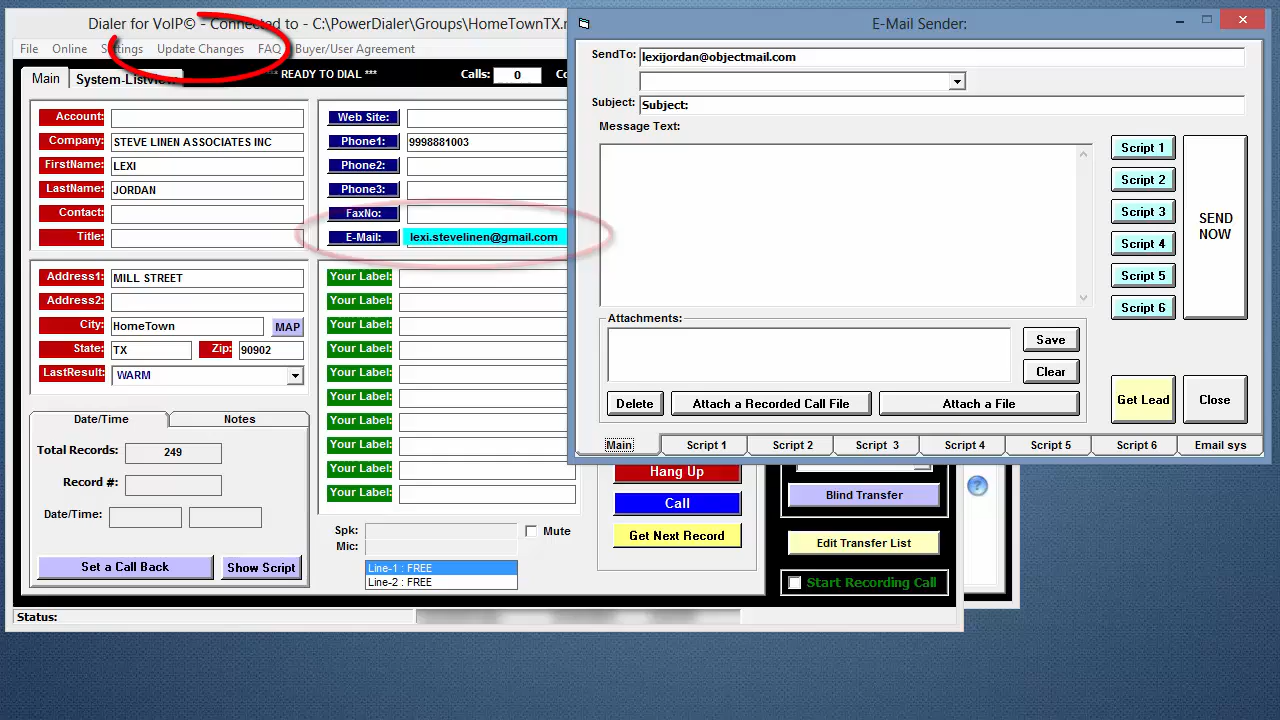 Dialer for VoIP© - Connected to - C:\PowerDialer\Groups\HomeTownTX.m
File Online Settings Update Changes FAQ Buyer/User Agreement
Main System-Listview *** READY TO DIAL *** Calls: 0
Account:
Company: STEVE LINEN ASSOCIATES INC
FirstName: LEXI
LastName: JORDAN
Contact:
Title:
Web Site:
Phone1: 9998881003
Phone2:
Phone3:
FaxNo:
E-Mail: lexi.stevelinen@gmail.com
Address1: MILL STREET
Address2:
City: HomeTown MAP
State: TX Zip: 90902
LastResult: WARM
Your Label:
Your Label:
Your Label:
Your Label:
Your Label:
Your Label:
Your Label:
Your Label:
Your Label:
Your Label:
Date/Time Notes
Total Records: 249
Record #:
Date/Time:
Set a Call Back Show Script
Spk: Mute
Mic:
Line-1 : FREE
Line-2 : FREE
Hang Up
Call
Get Next Record
Blind Transfer
Edit Transfer List
Start Recording Call
Status:
E-Mail Sender:
SendTo: lexijordan@objectmail.com
Subject: Subject:
Message Text:
Script 1
Script 2
Script 3
Script 4
Script 5
Script 6
SEND
NOW
Attachments:
Save
Clear
Delete Attach a Recorded Call File Attach a File
Get Lead Close
Main Script 1 Script 2 Script 3 Script 4 Script 5 Script 6 Email sys